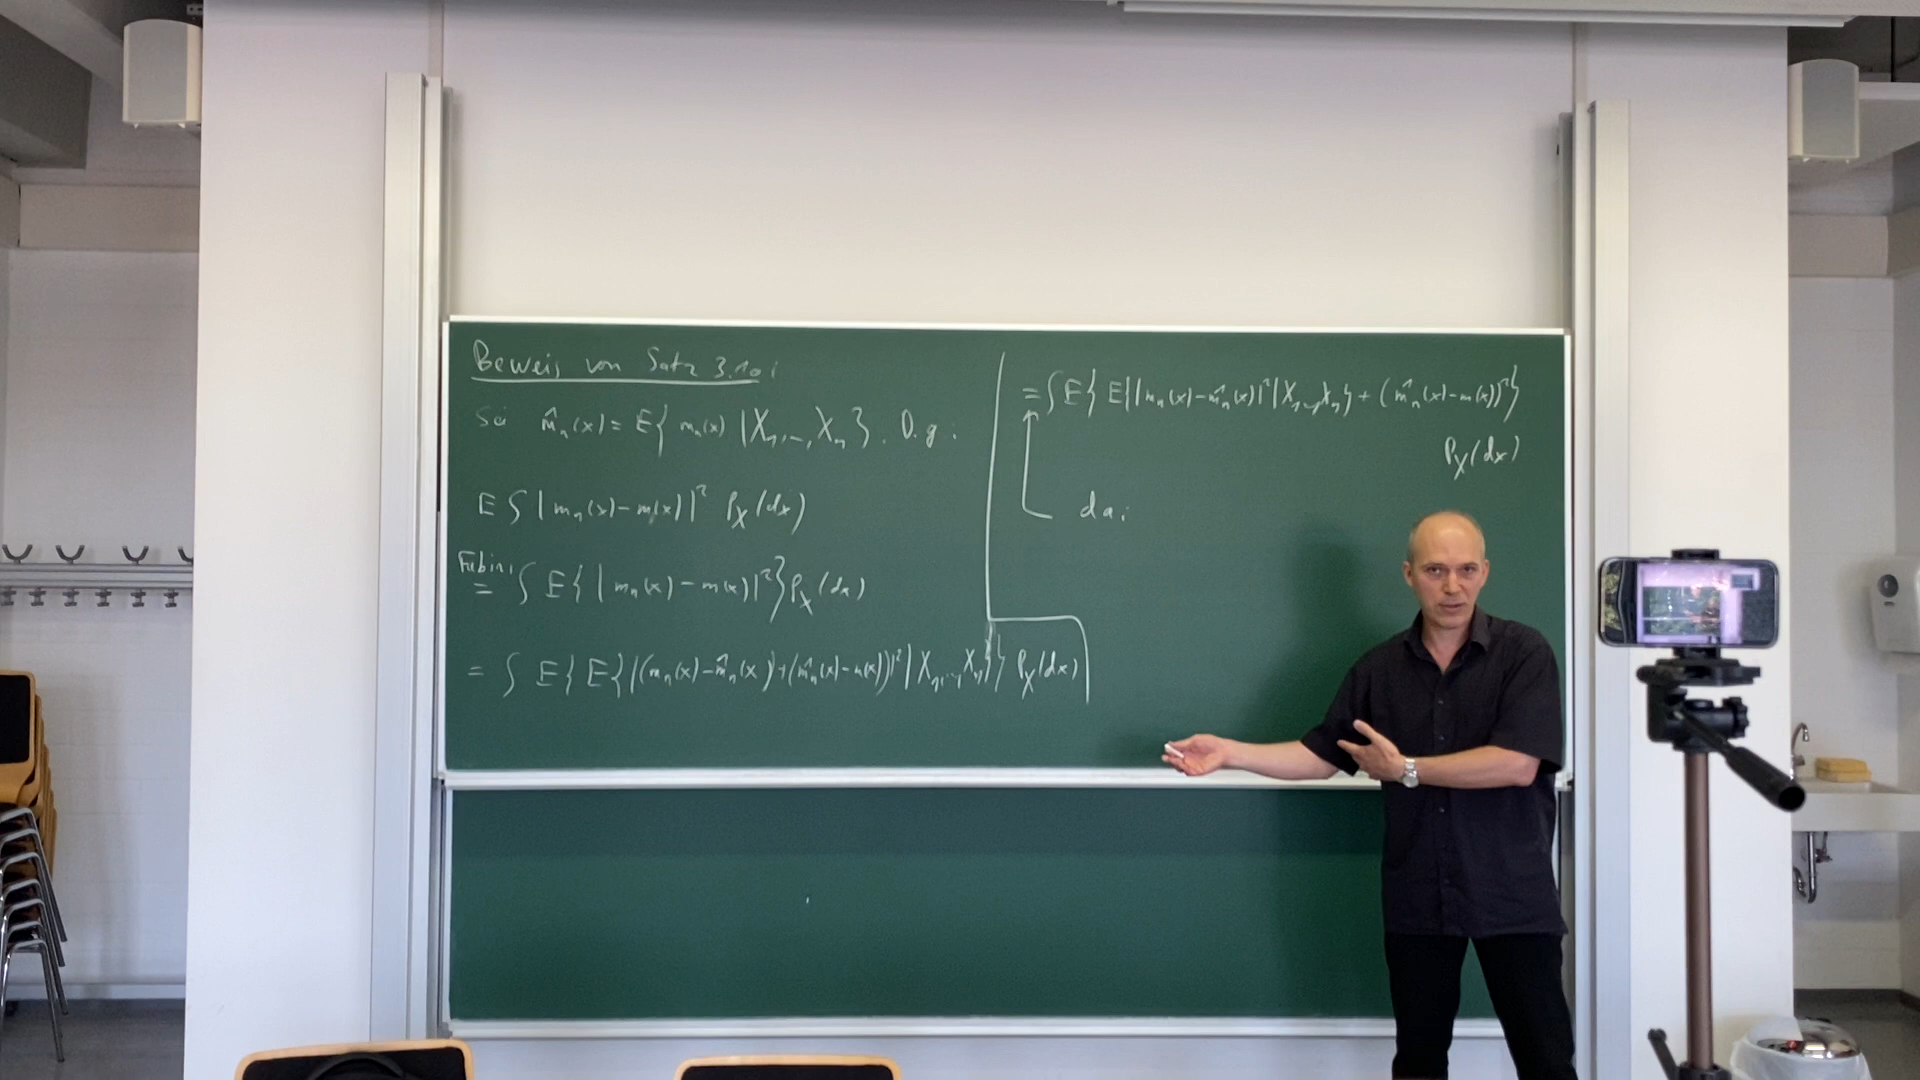 Beweis von Satz 3.10:
Sei m̂ₙ(x) = E{ mₙ(x) | X₁, ..., Xₙ }. D.g.:
E ∫ |mₙ(x) − m(x)|² P_X(dx)
Fubini
= ∫ E{ |mₙ(x) − m(x)|² } P_X(dx)
= ∫ E{ E{ |(mₙ(x) − m̂ₙ(x)) + (m̂ₙ(x) − m(x))|² | X₁, ..., Xₙ } } P_X(dx)
= ∫ E{ E{ |mₙ(x) − m̂ₙ(x)|² | X₁, .., Xₙ } + (m̂ₙ(x) − m(x))² }
P_X(dx)
da: